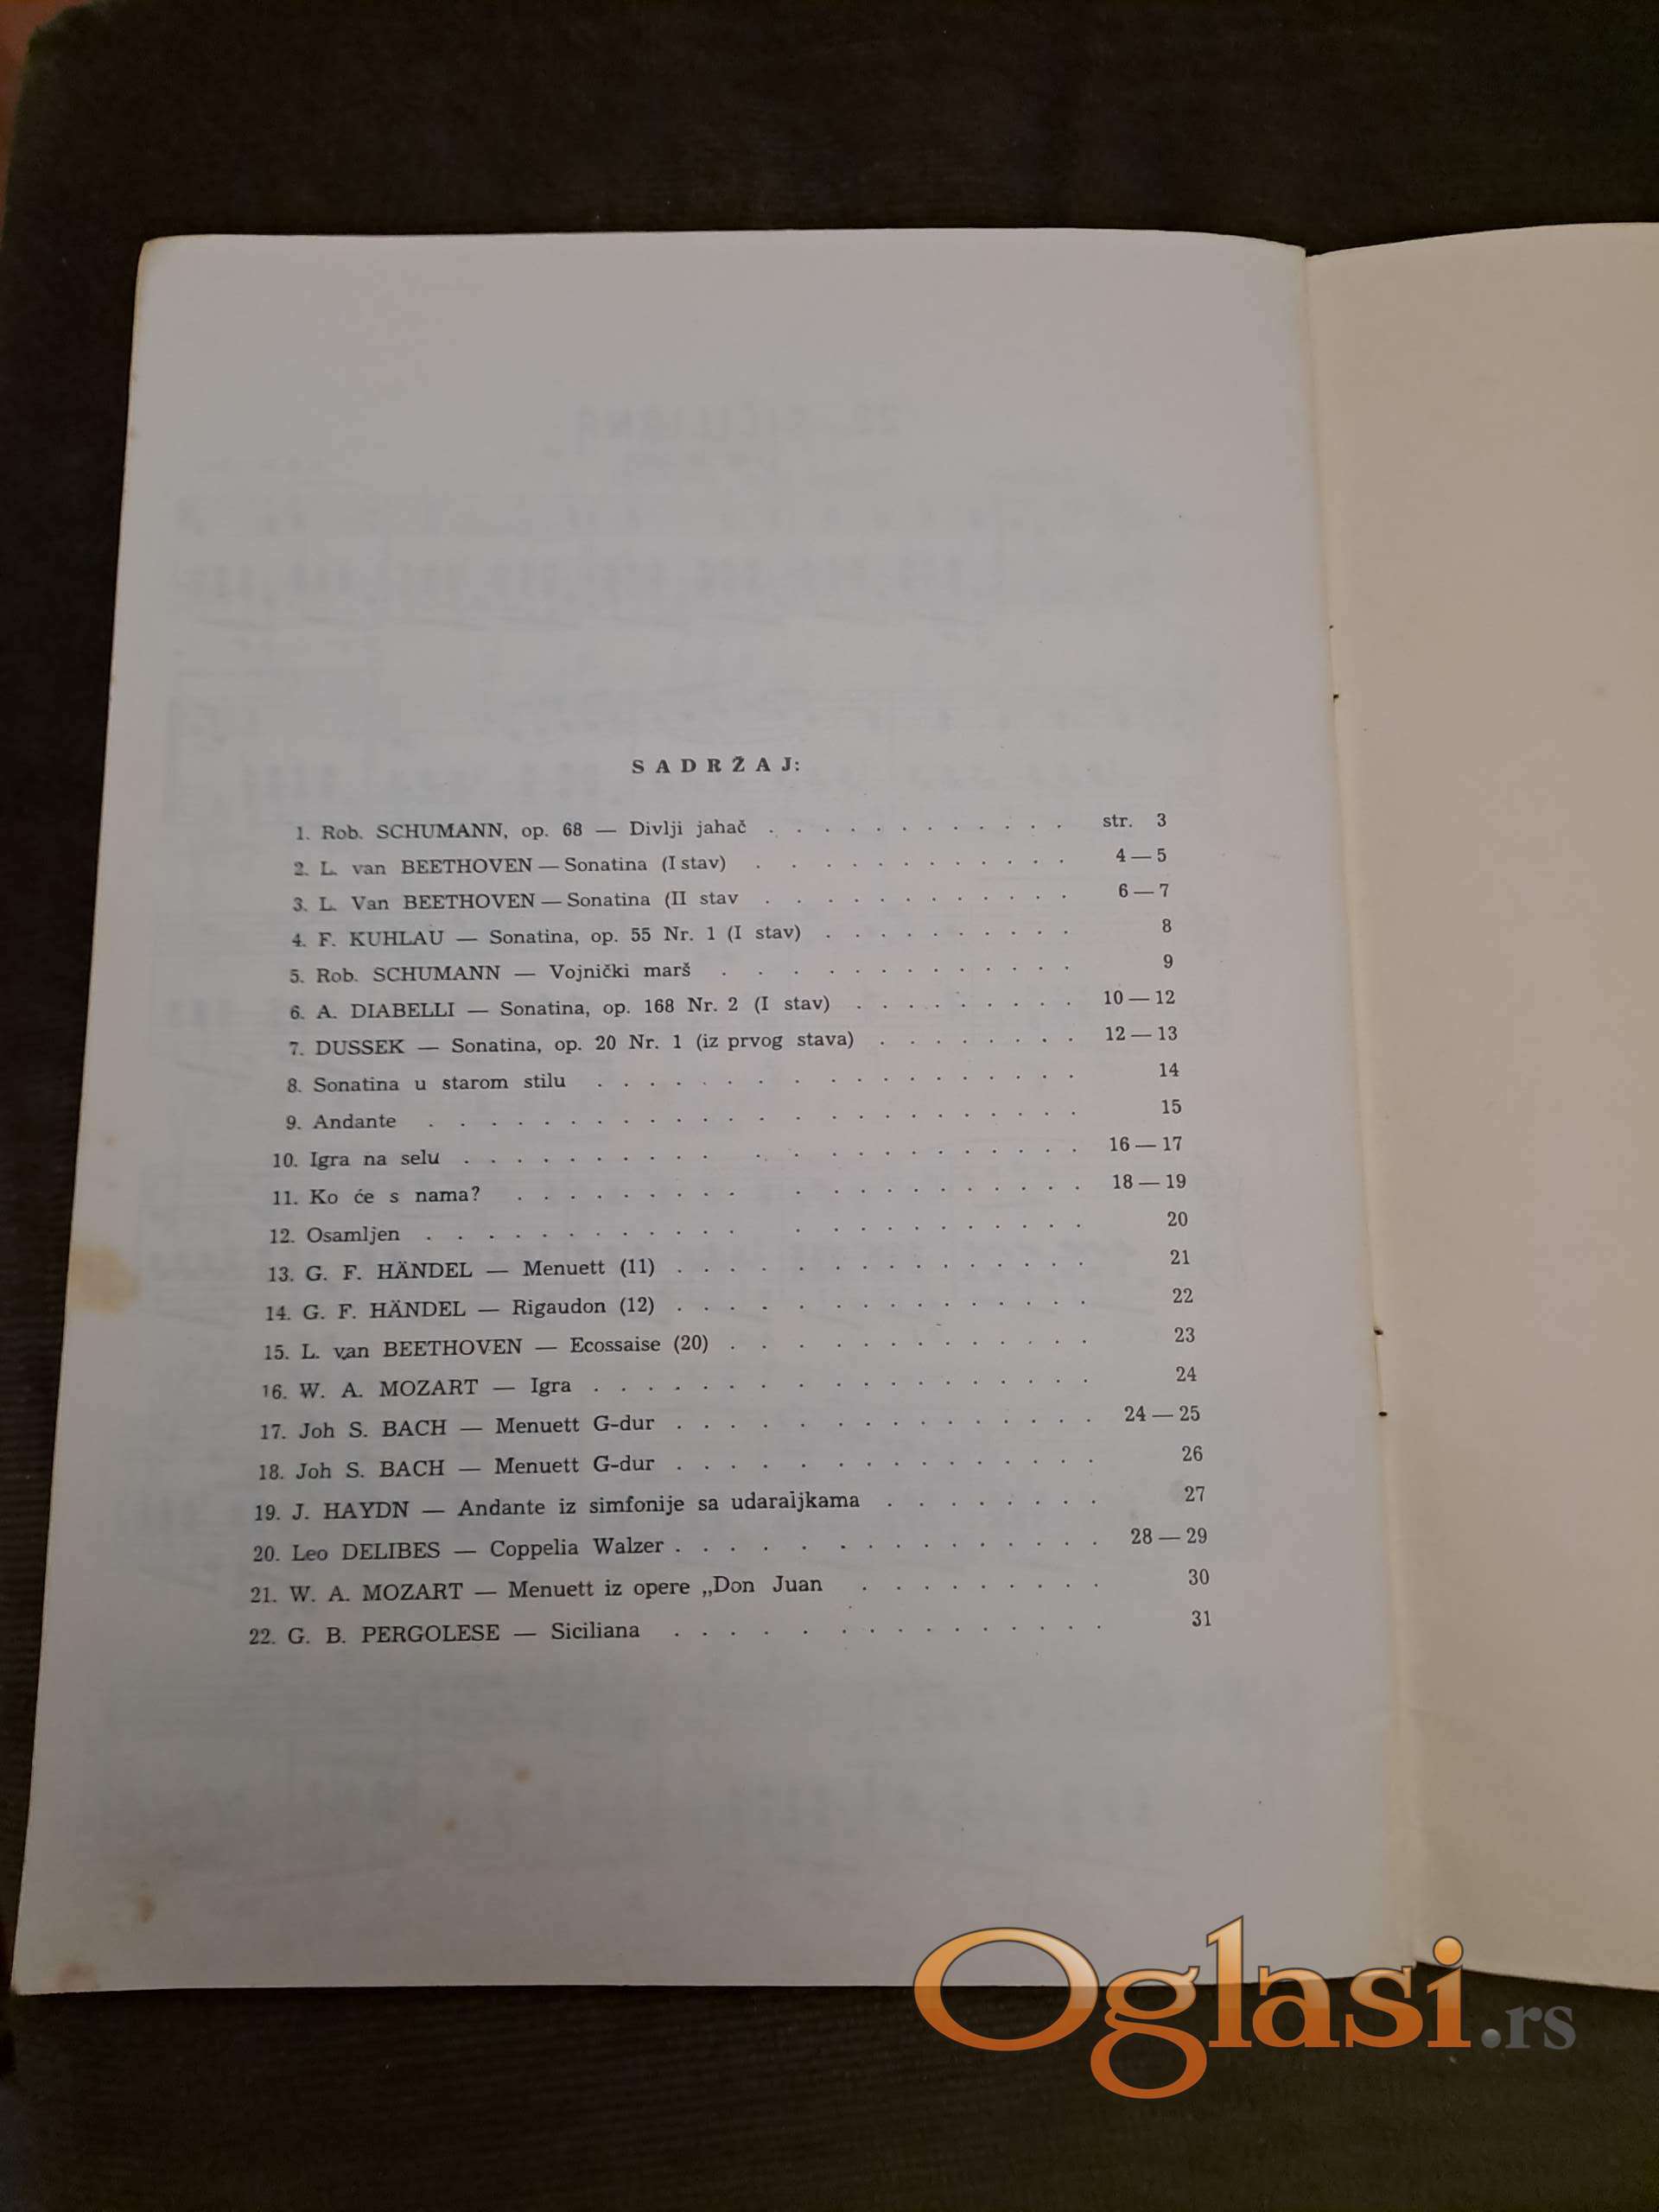 SADRŽAJ:
1. Rob. SCHUMANN, op. 68 — Divlji jahač . . . . . . . . . . . . str. 3
2. L. van BEETHOVEN — Sonatina (I stav) . . . . . . . . . . . . 4 — 5
3. L. Van BEETHOVEN — Sonatina (II stav . . . . . . . . . . . . 6 — 7
4. F. KUHLAU — Sonatina, op. 55 Nr. 1 (I stav) . . . . . . . . . . 8
5. Rob. SCHUMANN — Vojnički marš . . . . . . . . . . . . . 9
6. A. DIABELLI — Sonatina, op. 168 Nr. 2 (I stav) . . . . . . . . . 10 — 12
7. DUSSEK — Sonatina, op. 20 Nr. 1 (iz prvog stava) . . . . . . . . 12 — 13
8. Sonatina u starom stilu . . . . . . . . . . . . . . . . . . 14
9. Andante . . . . . . . . . . . . . . . . . . . . . . . 15
10. Igra na selu . . . . . . . . . . . . . . . . . . . . . . 16 — 17
11. Ko će s nama? . . . . . . . . . . . . . . . . . . . . 18 — 19
12. Osamljen . . . . . . . . . . . . . . . . . . . . . . . 20
13. G. F. HÄNDEL — Menuett (11) . . . . . . . . . . . . . . . 21
14. G. F. HÄNDEL — Rigaudon (12) . . . . . . . . . . . . . . . 22
15. L. van BEETHOVEN — Ecossaise (20) . . . . . . . . . . . . . 23
16. W. A. MOZART — Igra . . . . . . . . . . . . . . . . . . 24
17. Joh S. BACH — Menuett G-dur . . . . . . . . . . . . . . . 24 — 25
18. Joh S. BACH — Menuett G-dur . . . . . . . . . . . . . . . 26
19. J. HAYDN — Andante iz simfonije sa udaraijkama . . . . . . . . 27
20. Leo DELIBES — Coppelia Walzer . . . . . . . . . . . . . . . 28 — 29
21. W. A. MOZART — Menuett iz opere „Don Juan . . . . . . . . . 30
22. G. B. PERGOLESE — Siciliana . . . . . . . . . . . . . . . 31
Oglasi.rs